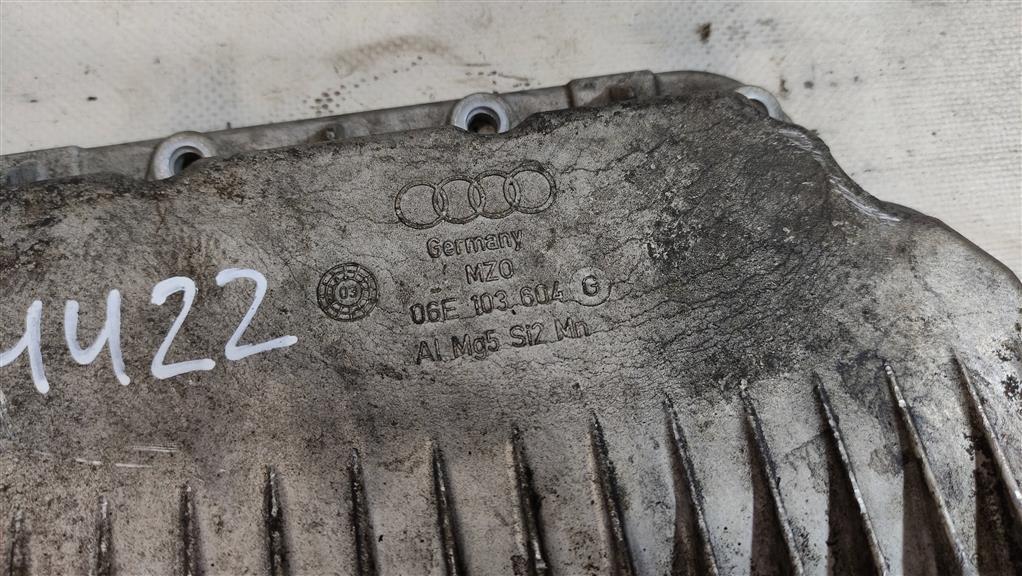 Germany
MZO
03
06E 103 604 G
Al Mg5 Si2 Mn
1422